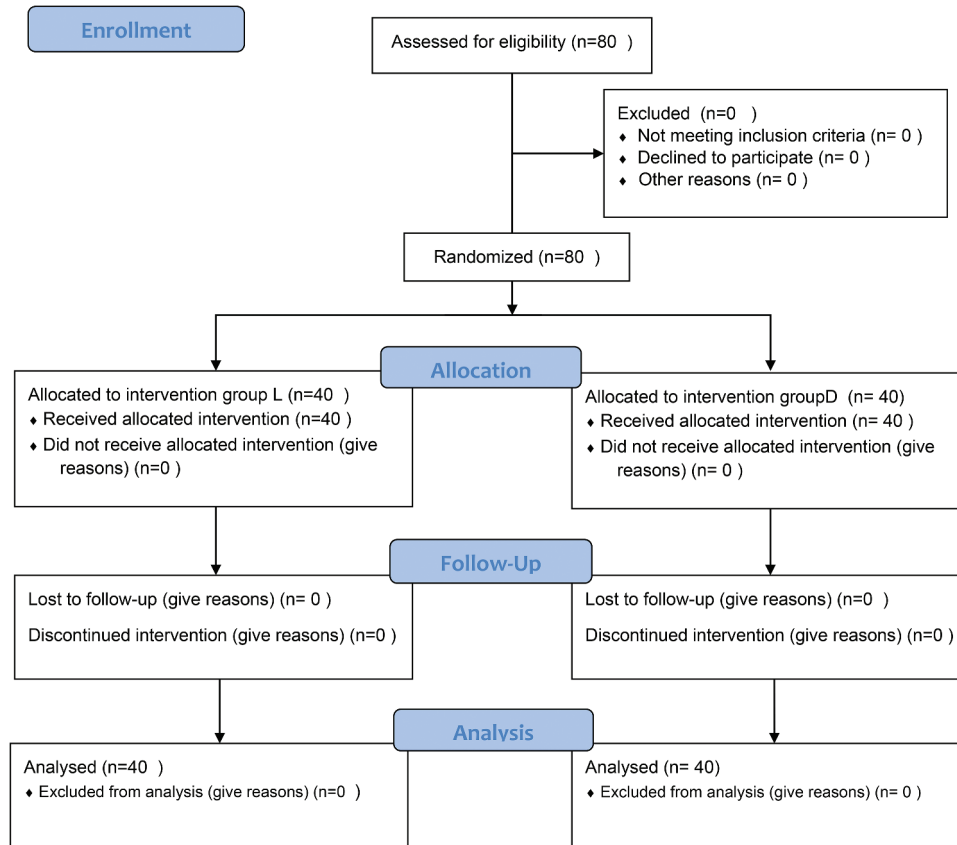 Enrollment
Assessed for eligibility (n=80 )
Excluded (n=0 )
♦ Not meeting inclusion criteria (n= 0 )
♦ Declined to participate (n= 0 )
♦ Other reasons (n= 0 )
Randomized (n=80 )
Allocation
Allocated to intervention group L (n=40 )
♦ Received allocated intervention (n=40 )
♦ Did not receive allocated intervention (give
reasons) (n=0 )
Allocated to intervention groupD (n= 40)
♦ Received allocated intervention (n= 40 )
♦ Did not receive allocated intervention (give
reasons) (n= 0 )
Follow-Up
Lost to follow-up (give reasons) (n= 0 )
Discontinued intervention (give reasons) (n=0 )
Lost to follow-up (give reasons) (n=0 )
Discontinued intervention (give reasons) (n=0 )
Analysis
Analysed (n=40 )
♦ Excluded from analysis (give reasons) (n=0 )
Analysed (n= 40)
♦ Excluded from analysis (give reasons) (n= 0 )